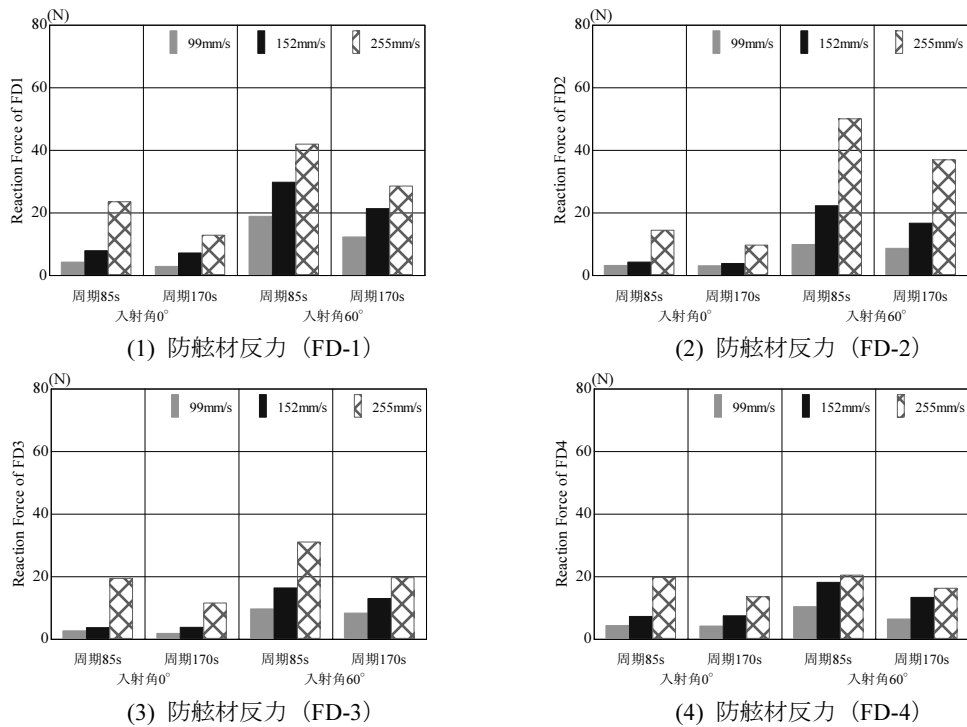 80 (N)
99mm/s 152mm/s 255mm/s
60
40
20
0
Reaction Force of FD1
周期85s 周期170s 周期85s 周期170s
入射角0° 入射角60°
(1) 防舷材反力（FD-1）
80 (N)
99mm/s 152mm/s 255mm/s
60
40
20
0
Reaction Force of FD2
周期85s 周期170s 周期85s 周期170s
入射角0° 入射角60°
(2) 防舷材反力（FD-2）
80 (N)
99mm/s 152mm/s 255mm/s
60
40
20
0
Reaction Force of FD3
周期85s 周期170s 周期85s 周期170s
入射角0° 入射角60°
(3) 防舷材反力（FD-3）
80 (N)
99mm/s 152mm/s 255mm/s
60
40
20
0
Reaction Force of FD4
周期85s 周期170s 周期85s 周期170s
入射角0° 入射角60°
(4) 防舷材反力（FD-4）